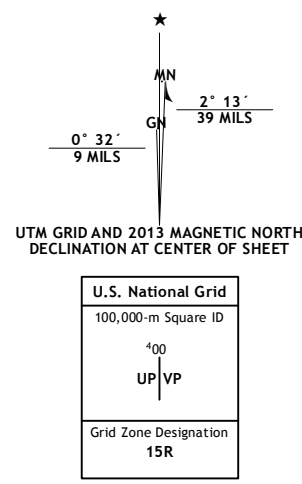 ★
MN
2° 13´
39 MILS
GN
0° 32´
9 MILS
UTM GRID AND 2013 MAGNETIC NORTH
DECLINATION AT CENTER OF SHEET
U.S. National Grid
100,000-m Square ID
⁴00
UP VP
Grid Zone Designation
15R